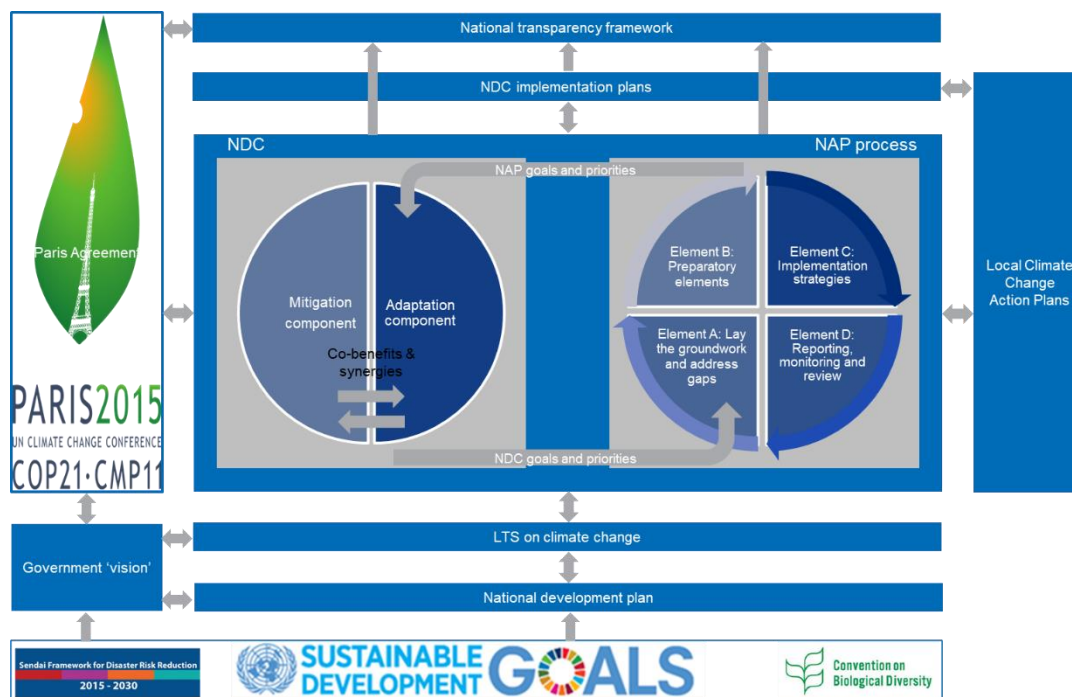 National transparency framework
NDC implementation plans
NDC
NAP process
NAP goals and priorities
Paris Agreement
Element B:
Preparatory
elements
Element C:
Implementation
strategies
Local Climate
Change
Action Plans
Mitigation
component
Adaptation
component
Element A: Lay
the groundwork
and address
gaps
Element D:
Reporting,
monitoring and
review
Co-benefits &
synergies
NDC goals and priorities
PARIS2015
UN CLIMATE CHANGE CONFERENCE
COP21·CMP11
LTS on climate change
Government ‘vision’
National development plan
Sendai Framework for Disaster Risk Reduction
2015 - 2030
SUSTAINABLE
DEVELOPMENT
GOALS
Convention on
Biological Diversity